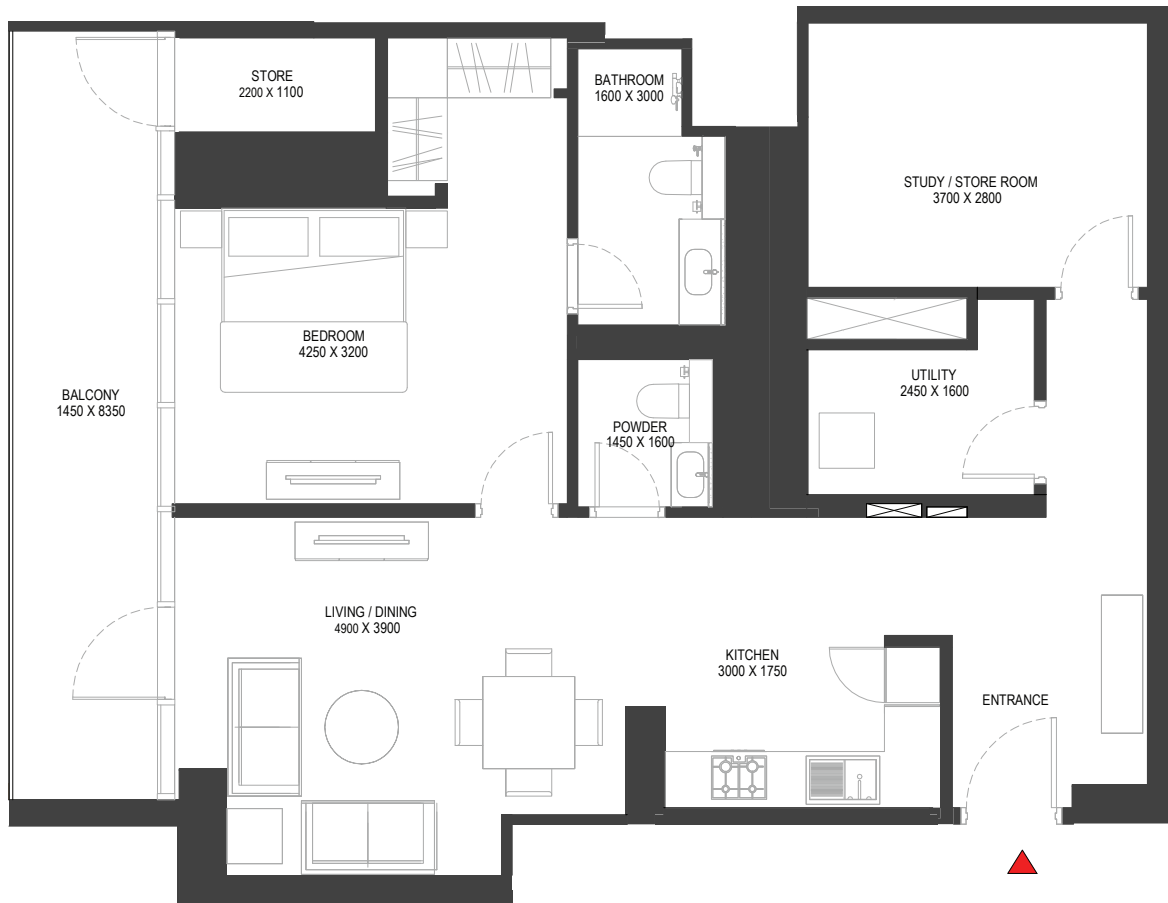 STORE
2200 X 1100
BATHROOM
1600 X 3000
STUDY / STORE ROOM
3700 X 2800
BEDROOM
4250 X 3200
BALCONY
1450 X 8350
UTILITY
2450 X 1600
POWDER
1450 X 1600
LIVING / DINING
4900 X 3900
KITCHEN
3000 X 1750
ENTRANCE